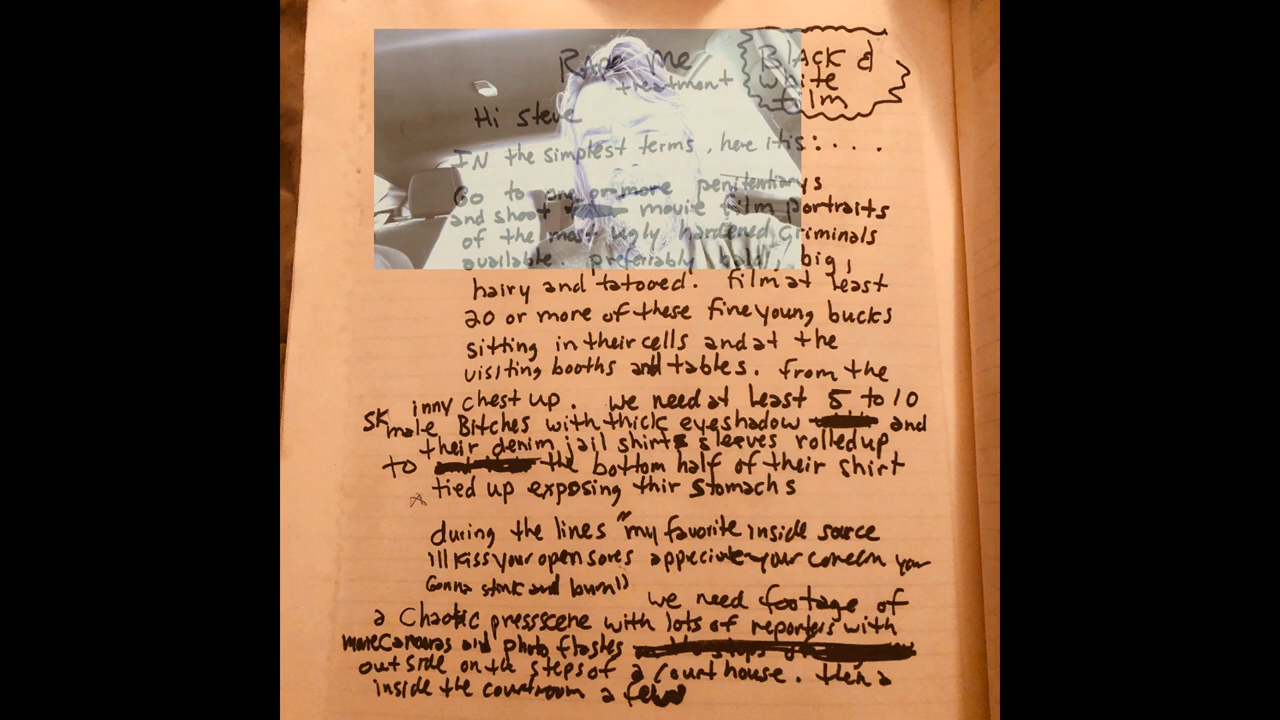 Rape Me
treatment
BlAcK &
white
film
Hi steve
IN the simplest terms, here it is: . . . .
Go to one or more penitentiarys
and shoot movie film portraits
of the most ugly hardened criminals
available. preferrably bald, big,
hairy and tatooed. film at least
20 or more of these fine young bucks
sitting in their cells and at the
visiting booths and tables. from the
chest up. we need at least 5 to 10
skinny male Bitches with thick eyeshadow and
their denim jail shirts sleeves rolled up
to the bottom half of their shirt
tied up exposing thir stomachs
during the lines "my favorite inside source
ill kiss your open sores appreciate your concern your
Gonna stink and burn"
we need footage of
a Chaotic press scene with lots of reporters with
photo flashes
outside on the steps of a Court house. then a
inside the courtroom a few